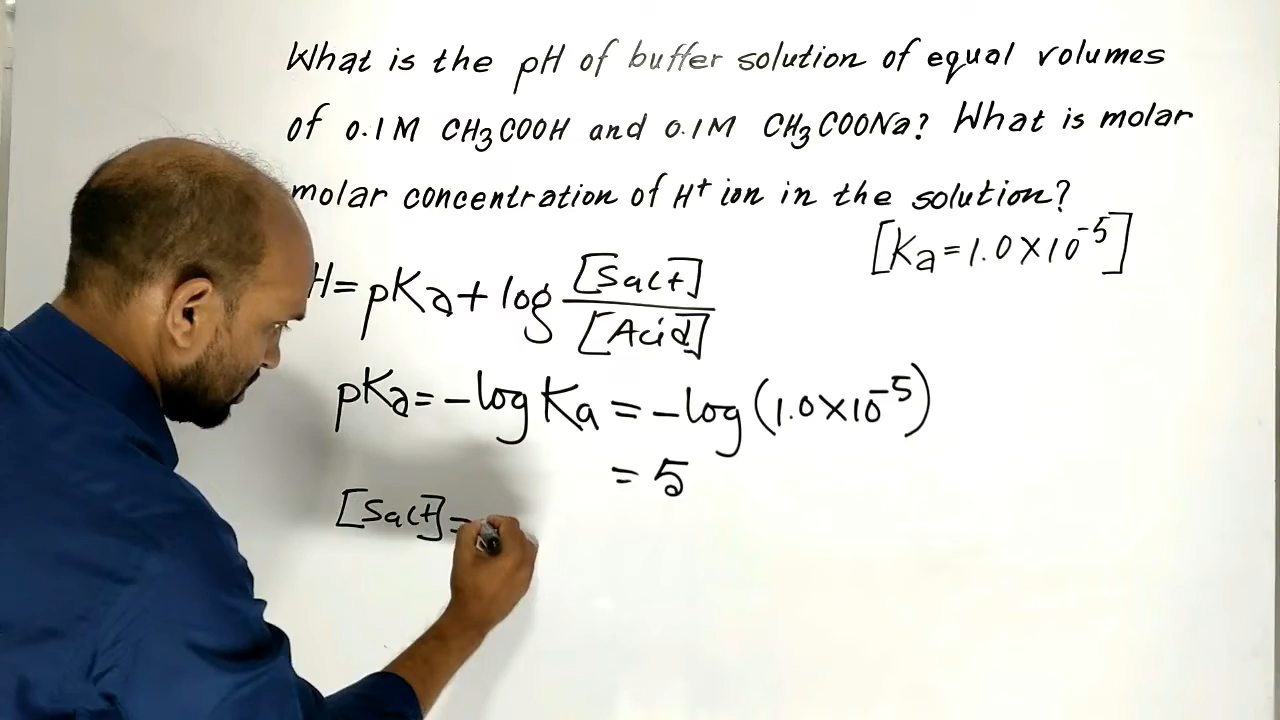 What is the pH of buffer solution of equal volumes
of 0.1M CH3COOH and 0.1M CH3COONa? What is molar
molar concentration of H+ ion in the solution?
[Ka=1.0×10-5]
H= pKa+ log [Salt]/[Acid]
pKa= -log Ka = -log (1.0×10-5)
= 5
[Salt]=